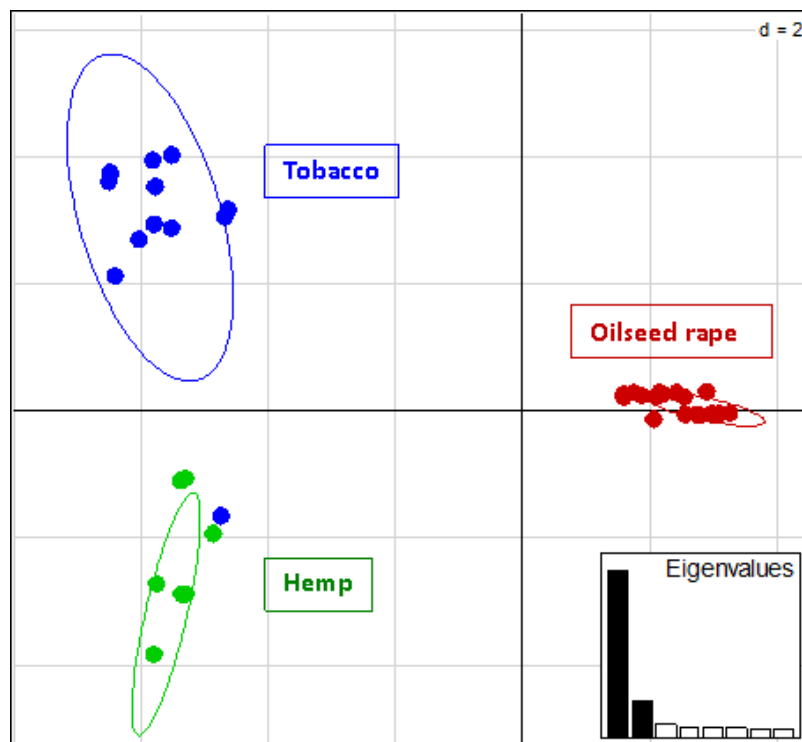 d = 2
Tobacco
Oilseed rape
Hemp
Eigenvalues